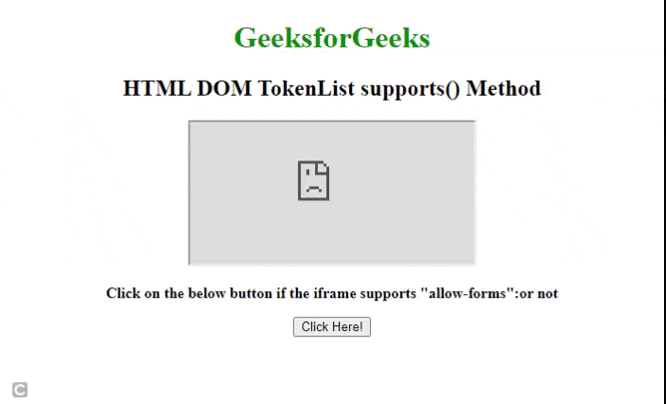 GeeksforGeeks
HTML DOM TokenList supports() Method
Click on the below button if the iframe supports "allow-forms":or not
Click Here!
C